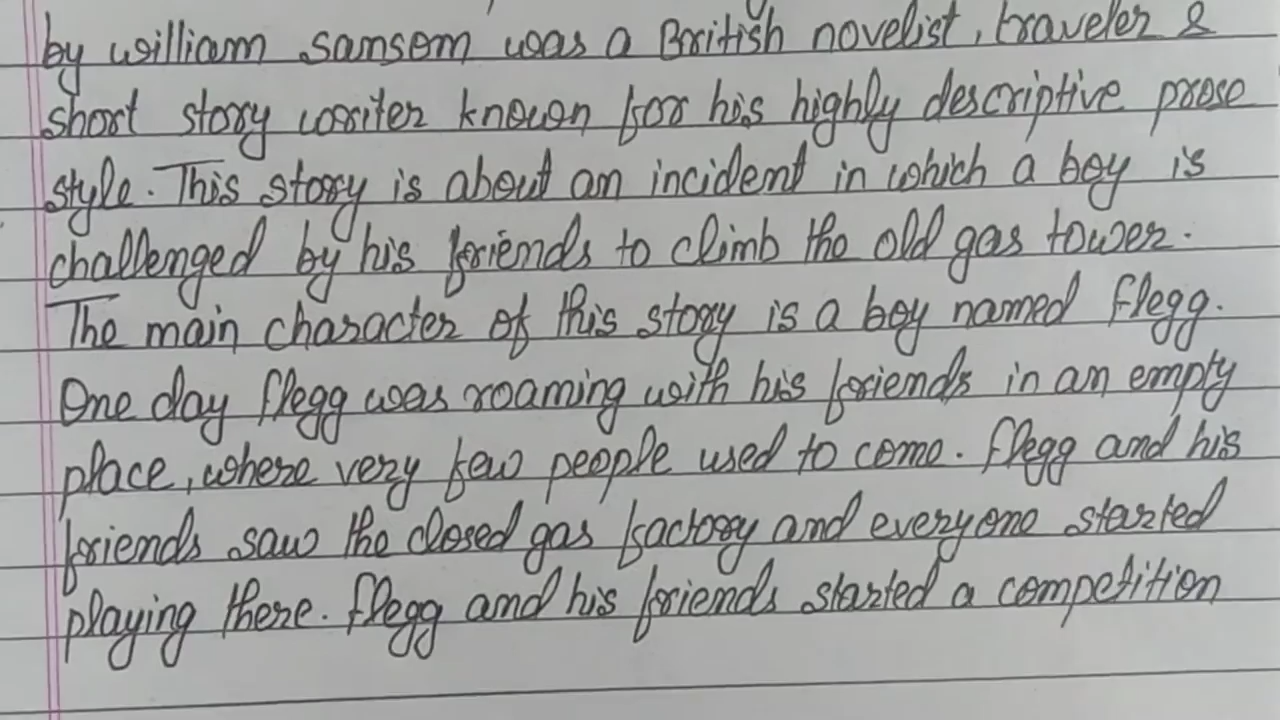 by william samsem was a British novelist, traveler &
short story writer known for his highly descriptive prose
style. This story is about an incident in which a boy is
challenged by his friends to climb the old gas tower.
The main character of this story is a boy named flegg.
One day flegg was roaming with his friends in an empty
place, where very few people used to come. flegg and his
friends saw the closed gas factory and everyone started
playing there. flegg and his friends started a competition